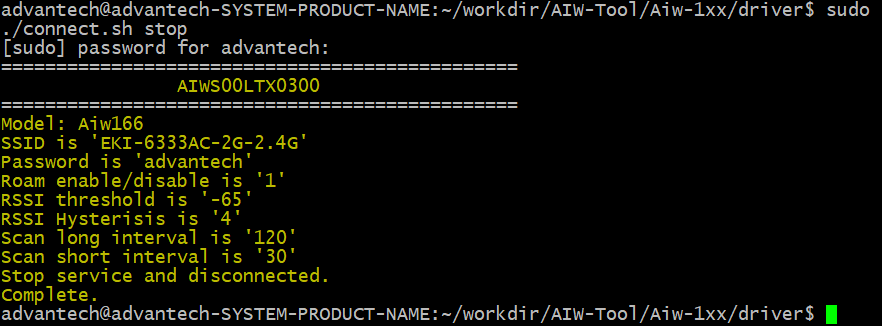 advantech@advantech-SYSTEM-PRODUCT-NAME:~/workdir/AIW-Tool/Aiw-1xx/driver$ sudo
./connect.sh stop
[sudo] password for advantech:
===============================================
AIWS00LTX0300
===============================================
Model: Aiw166
SSID is 'EKI-6333AC-2G-2.4G'
Password is 'advantech'
Roam enable/disable is '1'
RSSI threshold is '-65'
RSSI Hysterisis is '4'
Scan long interval is '120'
Scan short interval is '30'
Stop service and disconnected.
Complete.
advantech@advantech-SYSTEM-PRODUCT-NAME:~/workdir/AIW-Tool/Aiw-1xx/driver$